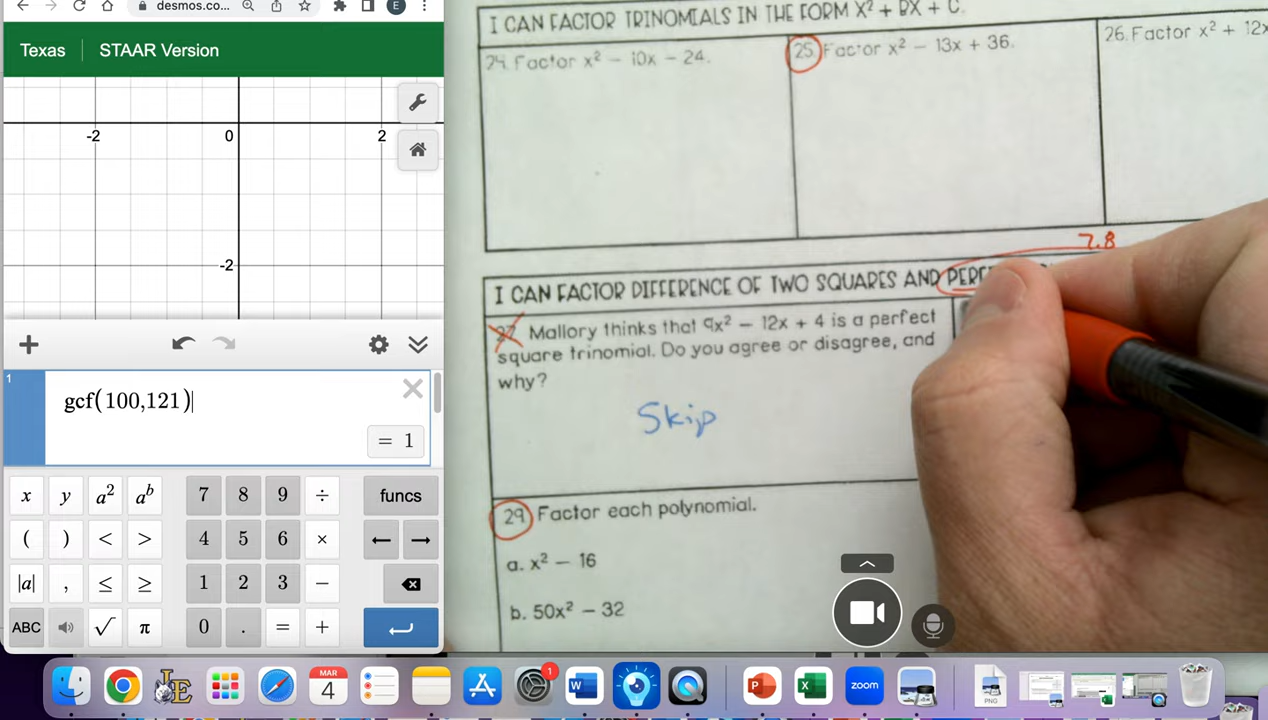 desmos.co...
E
Texas
STAAR Version
-2
0
2
-2
1
gcf(100,121)
= 1
x y a² aᵇ 7 8 9 ÷ funcs
( ) < > 4 5 6 × ← →
|a| , ≤ ≥ 1 2 3 −
ABC √ π 0 . = +
I CAN FACTOR TRINOMIALS IN THE FORM X² + BX + C.
24. Factor x² − 10x − 24.
25. Factor x² − 13x + 36.
26. Factor x² + 12x
7.8
I CAN FACTOR DIFFERENCE OF TWO SQUARES AND
27. Mallory thinks that 9x² − 12x + 4 is a perfect
square trinomial. Do you agree or disagree, and
why?
Skip
29. Factor each polynomial.
a. x² − 16
b. 50x² − 32
MAR
4
1
W
P
X
zoom
PNG